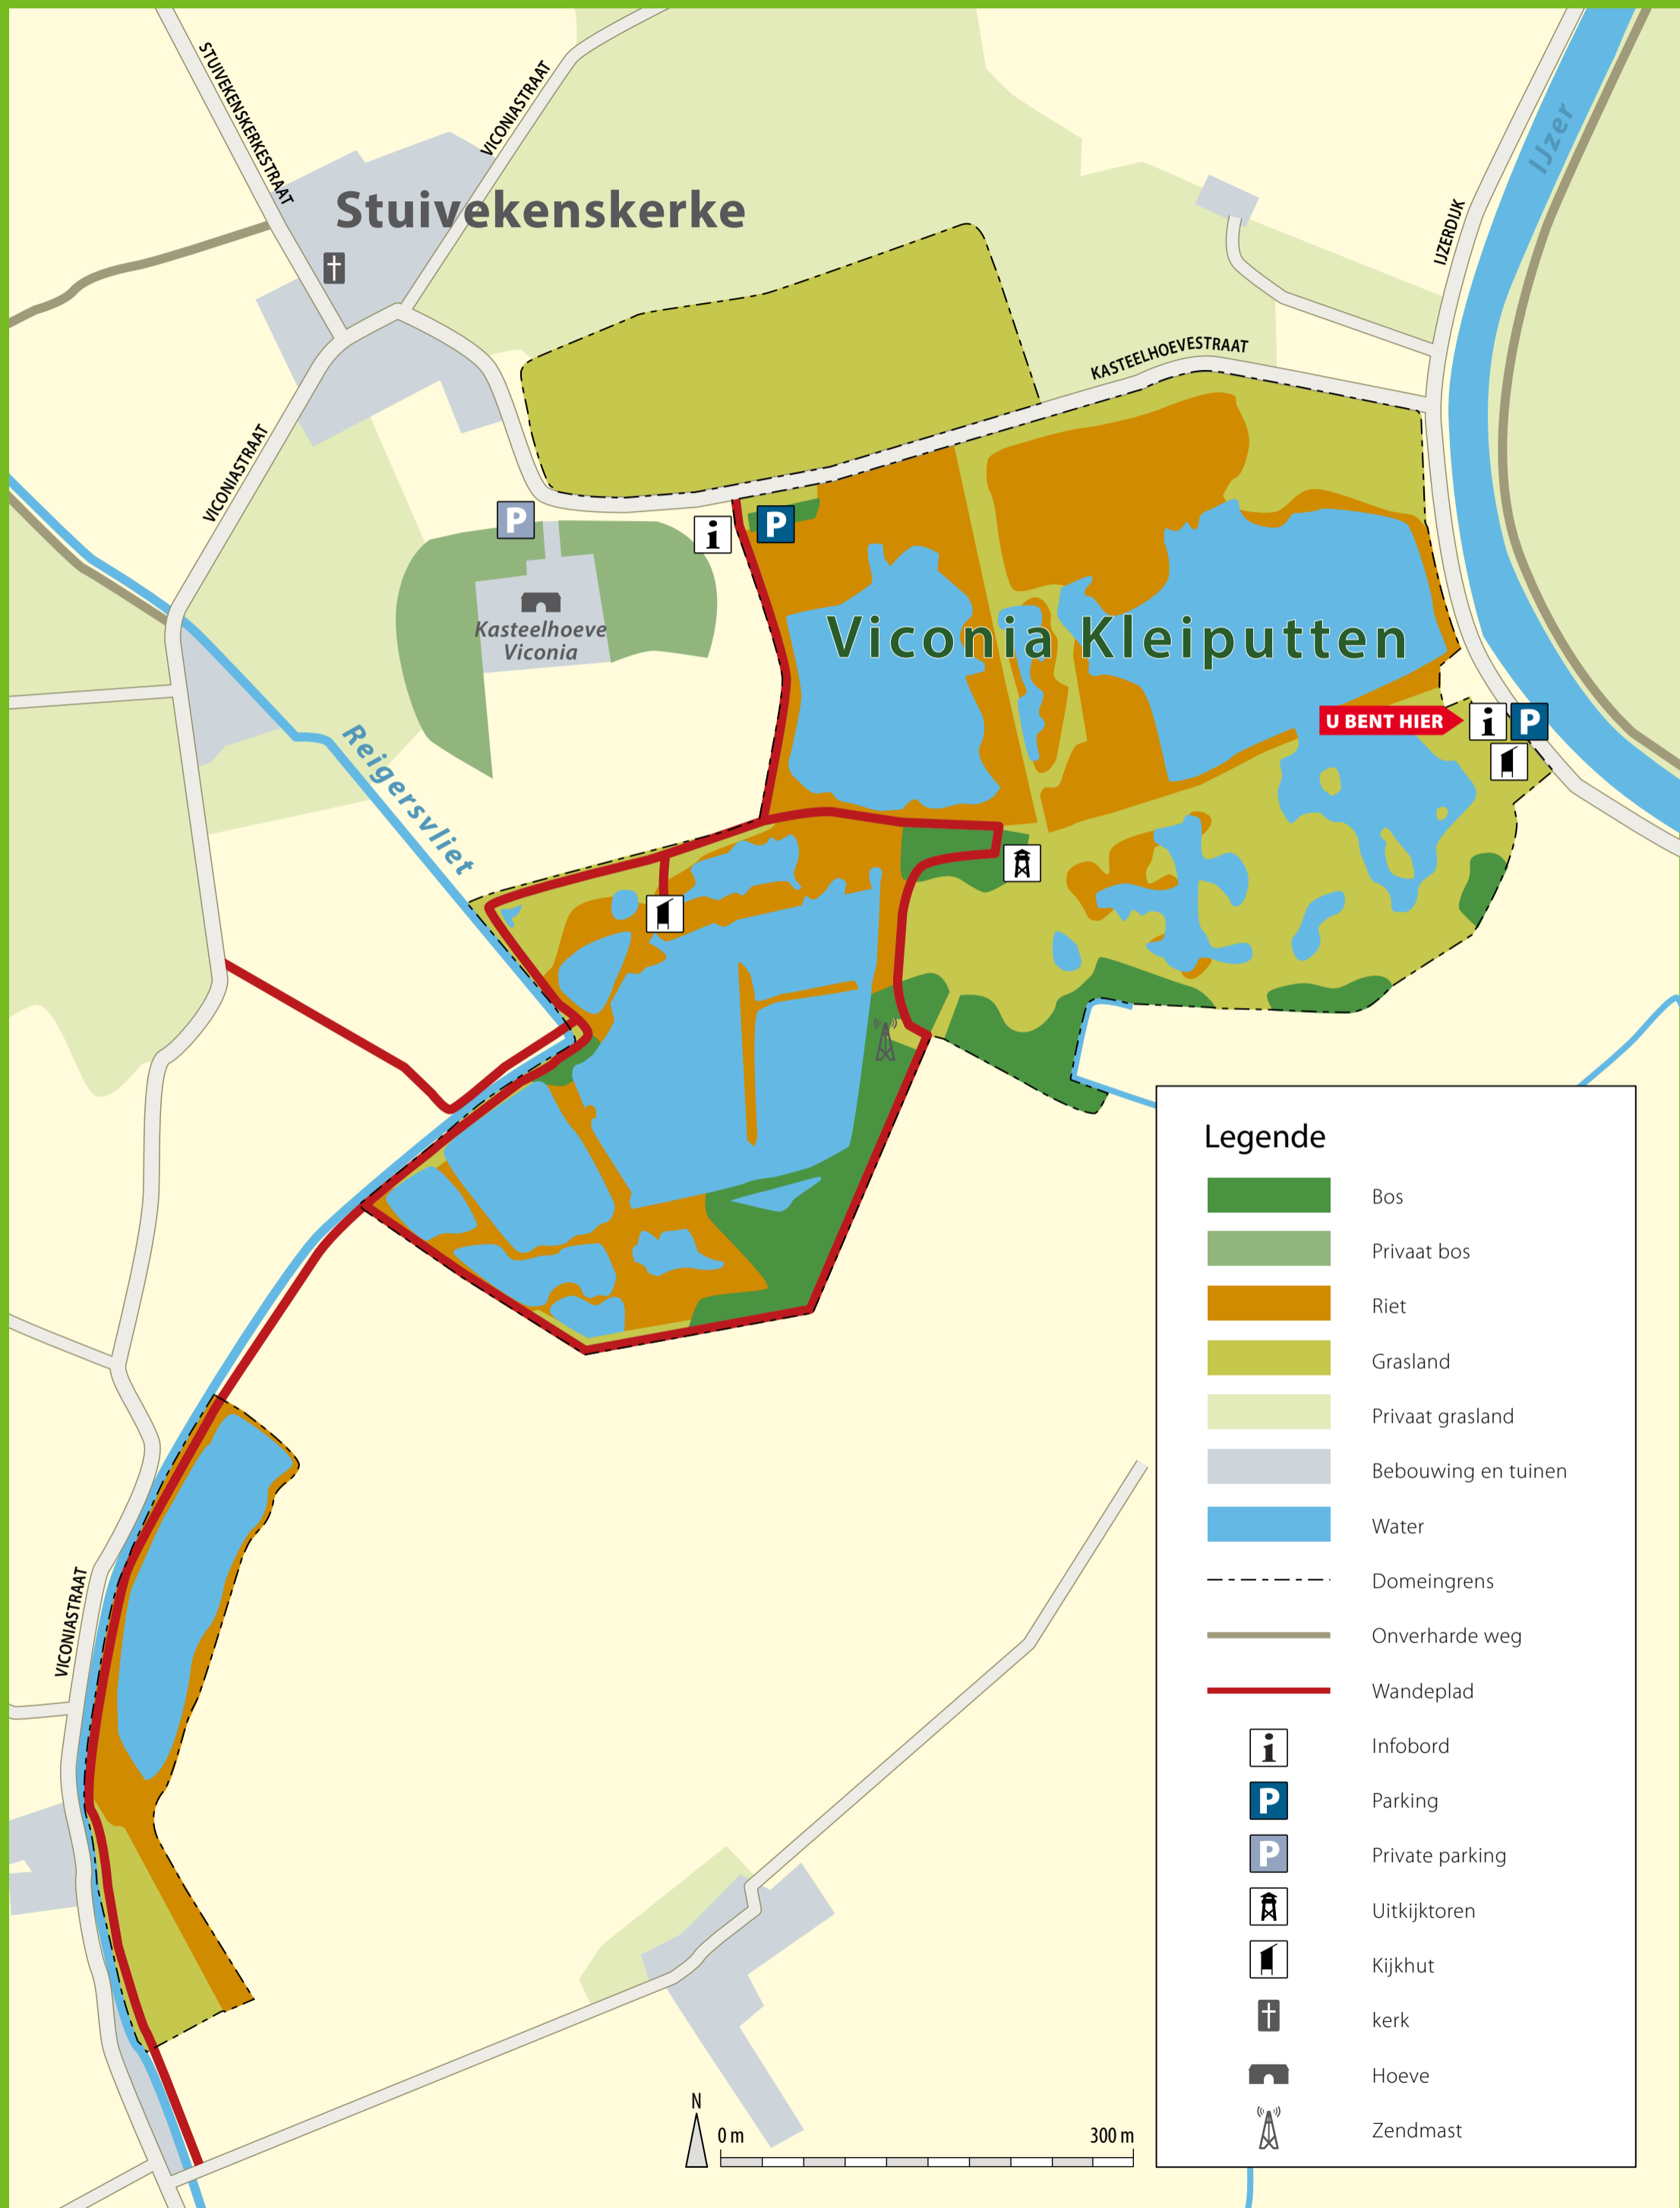 STUIVEKENSKERKESTRAAT
VICONIASTRAAT
IJzer
Stuivekenskerke
IJZERDIJK
KASTEELHOEVESTRAAT
VICONIASTRAAT
P
i
P
Kasteelhoeve
Viconia
Viconia Kleiputten
U BENT HIER
i
P
Reigersvliet
VICONIASTRAAT
Legende
Bos
Privaat bos
Riet
Grasland
Privaat grasland
Bebouwing en tuinen
Water
Domeingrens
Onverharde weg
Wandeplad
i
Infobord
P
Parking
P
Private parking
Uitkijktoren
Kijkhut
kerk
Hoeve
Zendmast
N
0 m
300 m